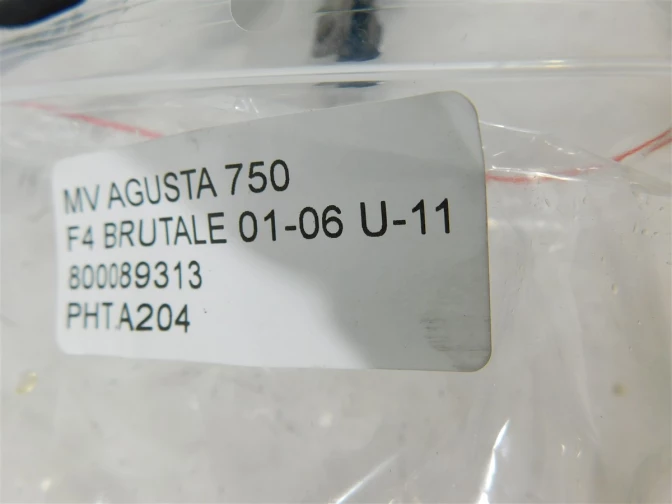 MV AGUSTA 750
F4 BRUTALE 01-06 U-11
800089313
PHTA204